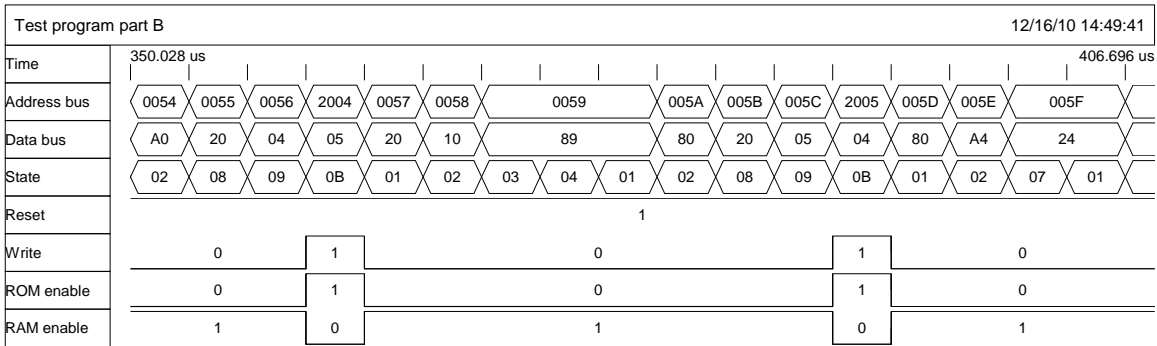 Test program part B 12/16/10 14:49:41
Time 350.028 us 406.696 us
Address bus 0054 0055 0056 2004 0057 0058 0059 005A 005B 005C 2005 005D 005E 005F
Data bus A0 20 04 05 20 10 89 80 20 05 04 80 A4 24
State 02 08 09 0B 01 02 03 04 01 02 08 09 0B 01 02 07 01
Reset 1
Write 0 1 0 1 0
ROM enable 0 1 0 1 0
RAM enable 1 0 1 0 1